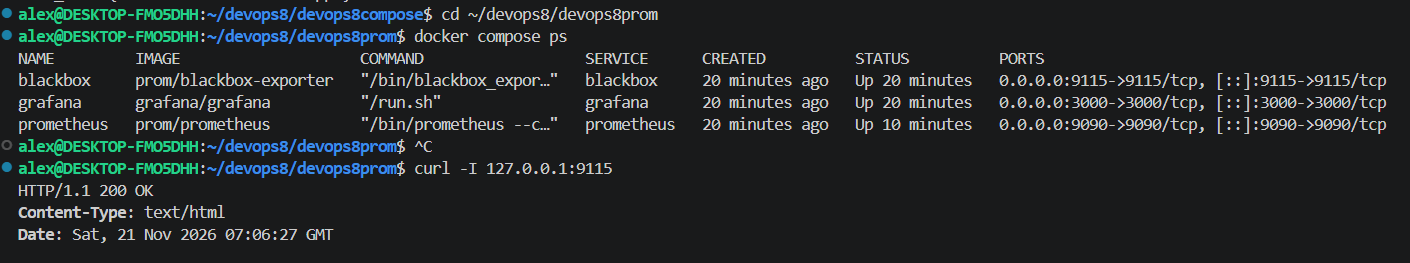 alex@DESKTOP-FMO5DHH:~/devops8/devops8compose$ cd ~/devops8/devops8prom
alex@DESKTOP-FMO5DHH:~/devops8/devops8prom$ docker compose ps
NAME IMAGE COMMAND SERVICE CREATED STATUS PORTS
blackbox prom/blackbox-exporter "/bin/blackbox_expor…" blackbox 20 minutes ago Up 20 minutes 0.0.0.0:9115->9115/tcp, [::]:9115->9115/tcp
grafana grafana/grafana "/run.sh" grafana 20 minutes ago Up 20 minutes 0.0.0.0:3000->3000/tcp, [::]:3000->3000/tcp
prometheus prom/prometheus "/bin/prometheus --c…" prometheus 20 minutes ago Up 10 minutes 0.0.0.0:9090->9090/tcp, [::]:9090->9090/tcp
alex@DESKTOP-FMO5DHH:~/devops8/devops8prom$ ^C
alex@DESKTOP-FMO5DHH:~/devops8/devops8prom$ curl -I 127.0.0.1:9115
HTTP/1.1 200 OK
Content-Type: text/html
Date: Sat, 21 Nov 2026 07:06:27 GMT